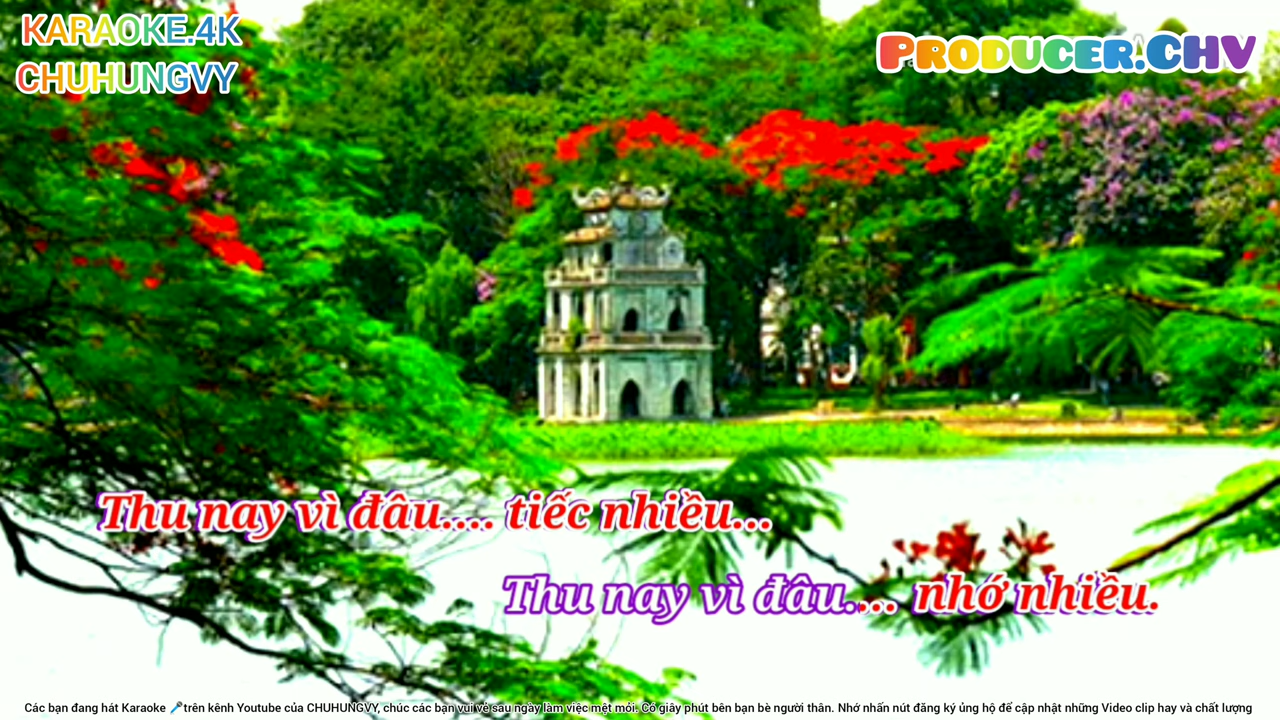 KARAOKE.4K
CHUHUNGVY
PRODUCER.CHV
Thu nay vì đâu.... tiếc nhiều...
Thu nay vì đâu.... nhớ nhiều.
Các bạn đang hát Karaoke 🎤trên kênh Youtube của CHUHUNGVY, chúc các bạn vui vẻ sau ngày làm việc mệt mỏi. Có giây phút bên bạn bè người thân. Nhớ nhấn nút đăng ký ủng hộ để cập nhật những Video clip hay và chất lượng